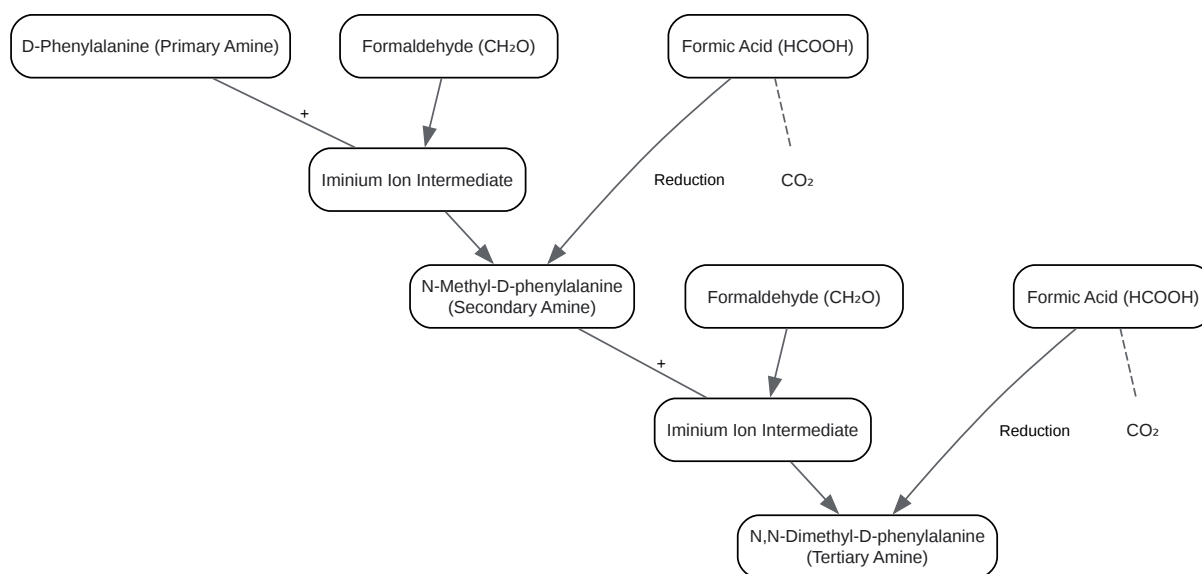 D-Phenylalanine (Primary Amine)
Formaldehyde (CH₂O)
Formic Acid (HCOOH)
+
Iminium Ion Intermediate
Reduction
CO₂
N-Methyl-D-phenylalanine
(Secondary Amine)
Formaldehyde (CH₂O)
Formic Acid (HCOOH)
+
Iminium Ion Intermediate
Reduction
CO₂
N,N-Dimethyl-D-phenylalanine
(Tertiary Amine)